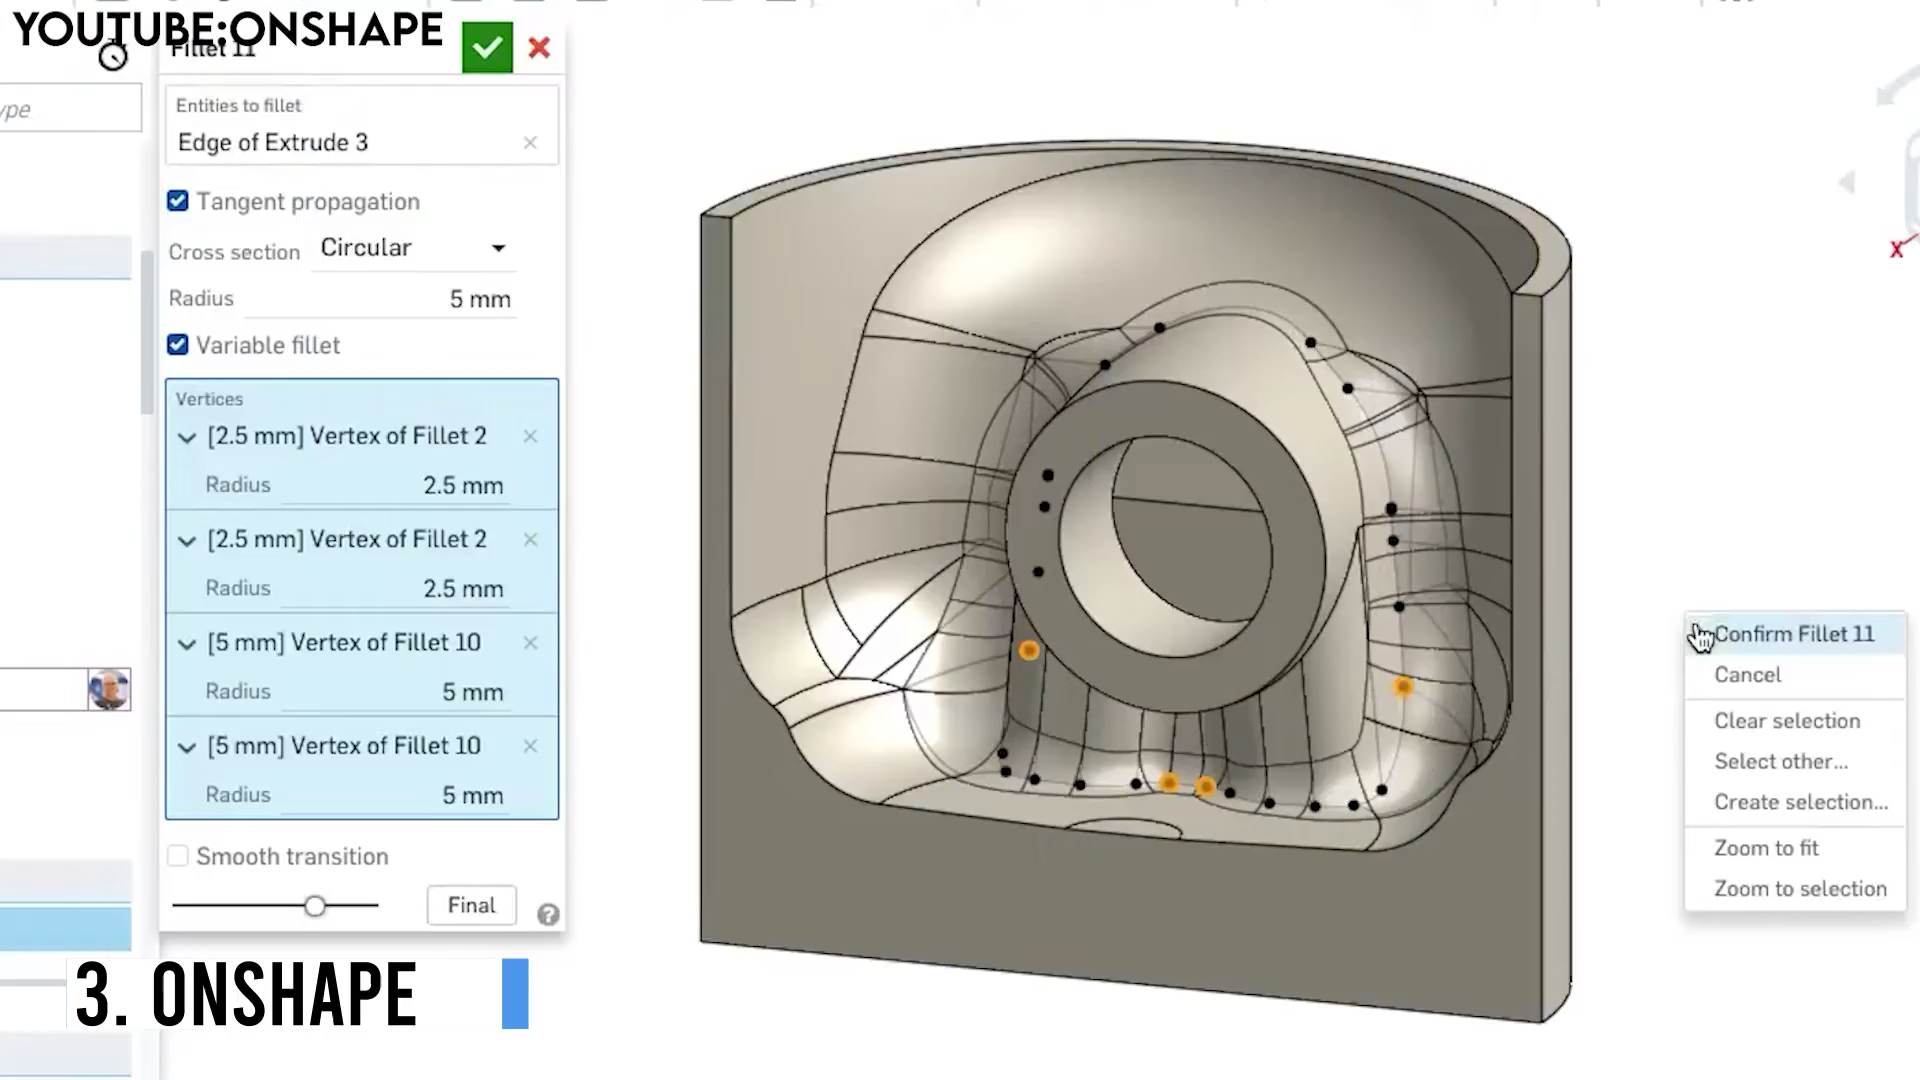 YOUTUBE:ONSHAPE
Fillet 11
ype
Entities to fillet
Edge of Extrude 3
Tangent propagation
Cross section Circular
Radius 5 mm
Variable fillet
Vertices
[2.5 mm] Vertex of Fillet 2
Radius 2.5 mm
[2.5 mm] Vertex of Fillet 2
Radius 2.5 mm
[5 mm] Vertex of Fillet 10
Radius 5 mm
[5 mm] Vertex of Fillet 10
Radius 5 mm
Smooth transition
Final
3. ONSHAPE
X
Confirm Fillet 11
Cancel
Clear selection
Select other...
Create selection...
Zoom to fit
Zoom to selection